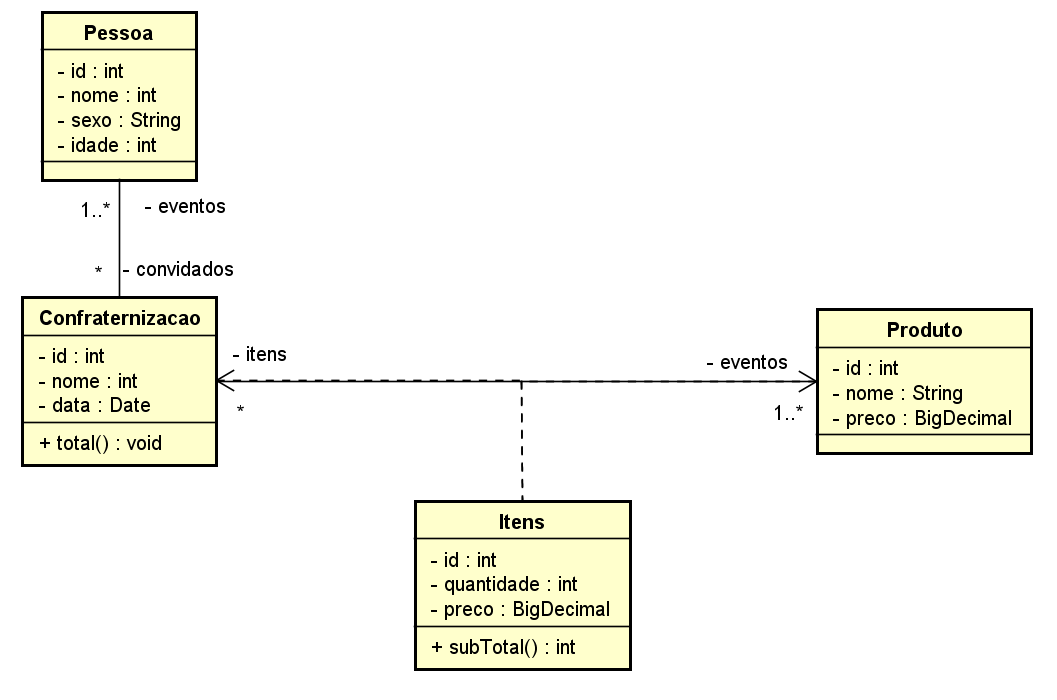 Pessoa
- id : int
- nome : int
- sexo : String
- idade : int
1..*
- eventos
*
- convidados
Confraternizacao
- id : int
- nome : int
- data : Date
+ total() : void
- itens
*
- eventos
1..*
Produto
- id : int
- nome : String
- preco : BigDecimal
Itens
- id : int
- quantidade : int
- preco : BigDecimal
+ subTotal() : int